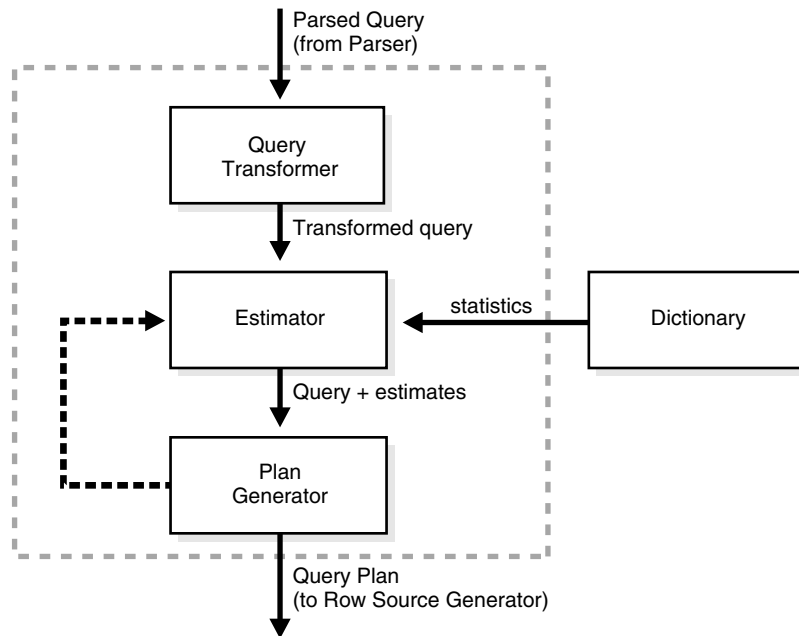 Parsed Query
(from Parser)
Query
Transformer
Transformed query
Estimator
statistics
Dictionary
Query + estimates
Plan
Generator
Query Plan
(to Row Source Generator)